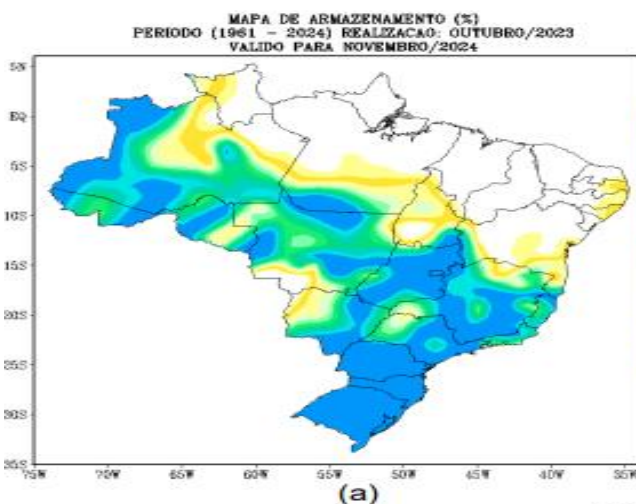 MAPA DE ARMAZENAMENTO (%)
PERIODO (1961 - 2024) REALIZACAO: OUTUBRO/2023
VALIDO PARA NOVEMBRO/2024
5N
EQ
5S
10S
15S
20S
25S
30S
35S
75W 70W 65W 60W 55W 50W 45W 40W 35W
(a)